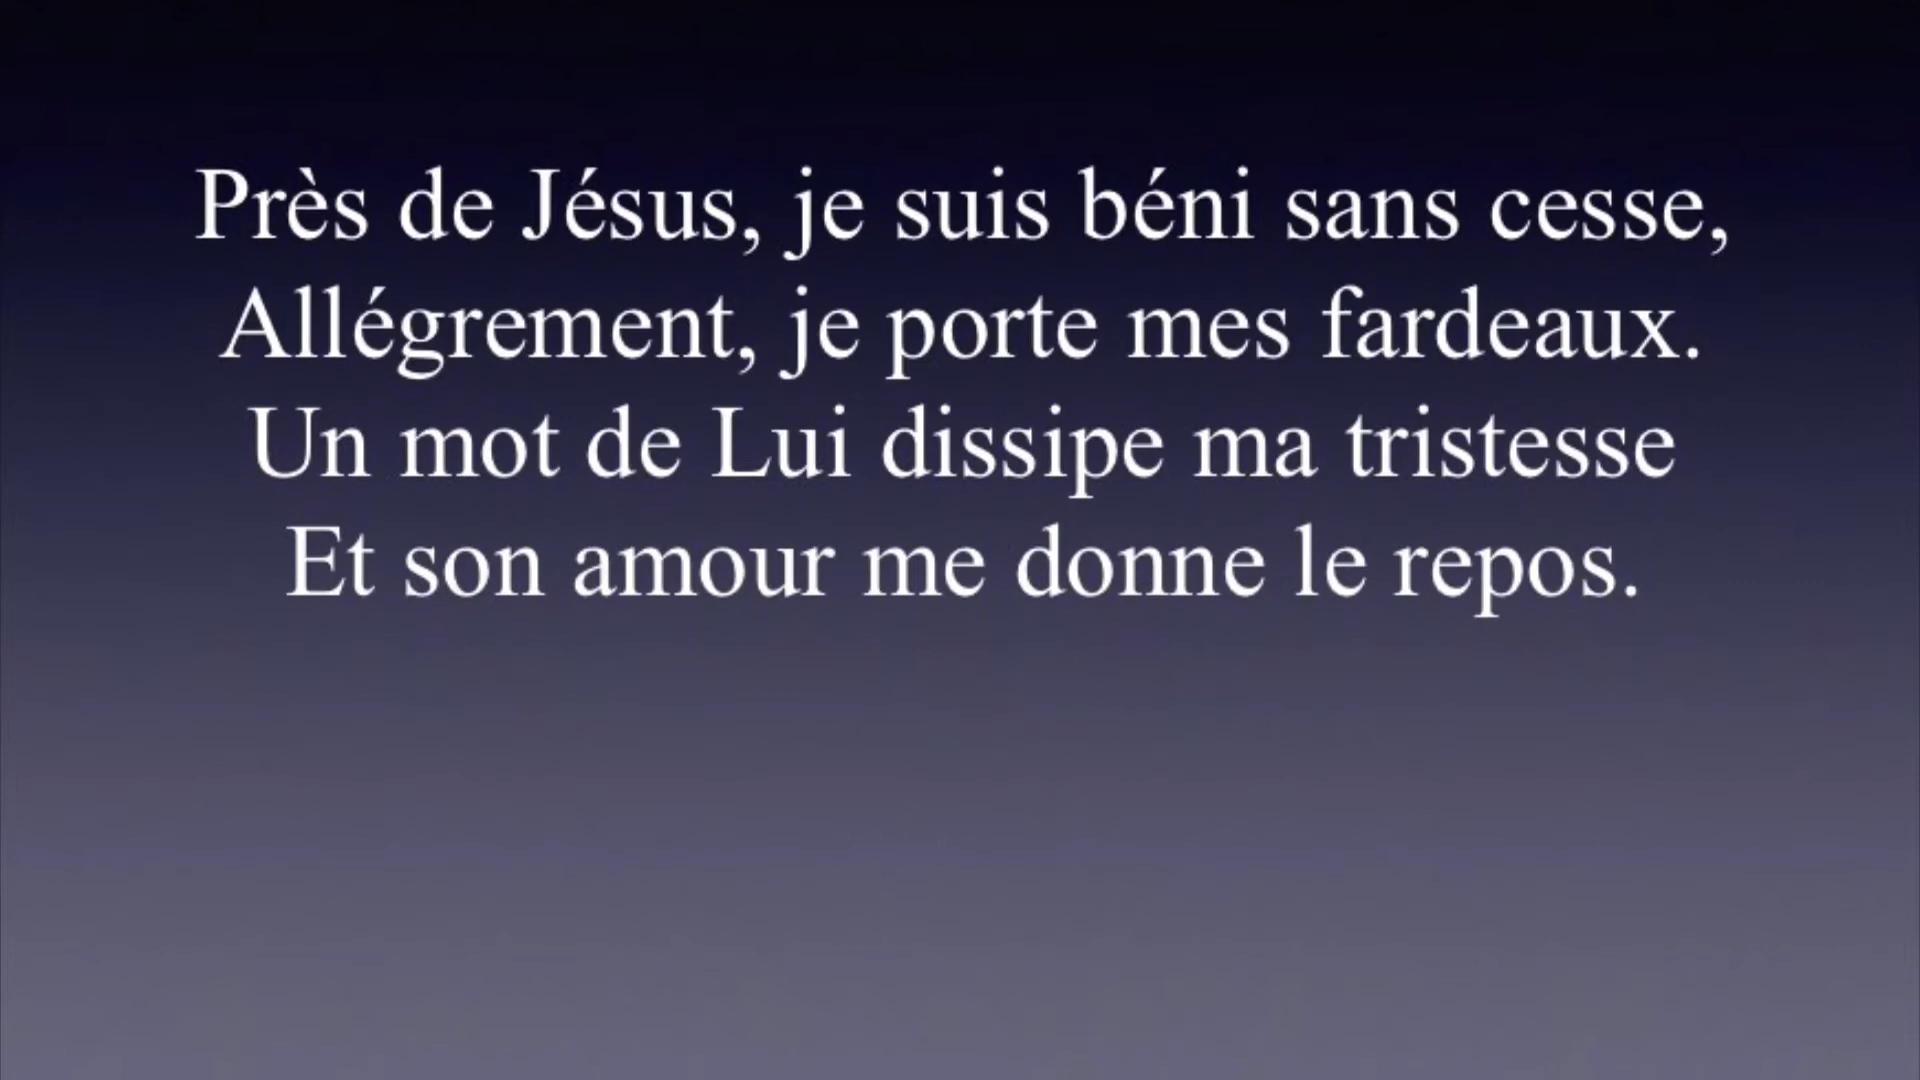 Près de Jésus, je suis béni sans cesse,
Allégrement, je porte mes fardeaux.
Un mot de Lui dissipe ma tristesse
Et son amour me donne le repos.